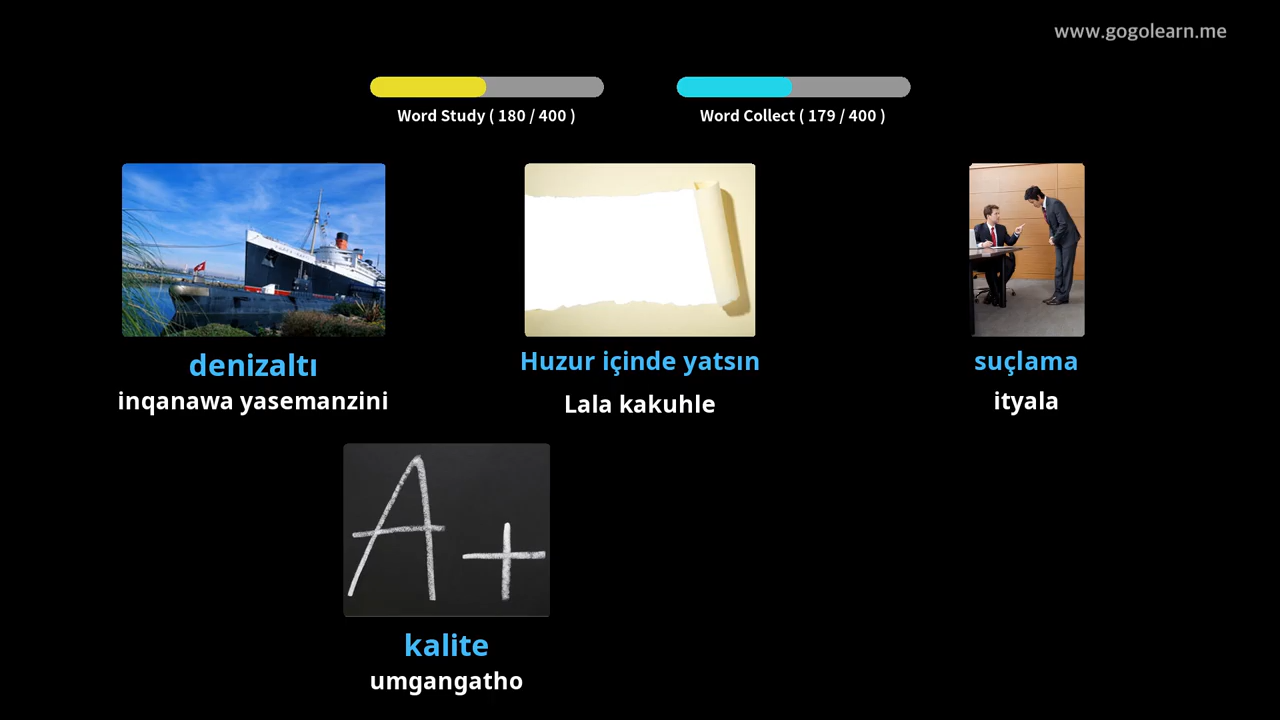 www.gogolearn.me
Word Study ( 180 / 400 )
Word Collect ( 179 / 400 )
denizaltı
inqanawa yasemanzini
Huzur içinde yatsın
Lala kakuhle
suçlama
ityala
A+
kalite
umgangatho